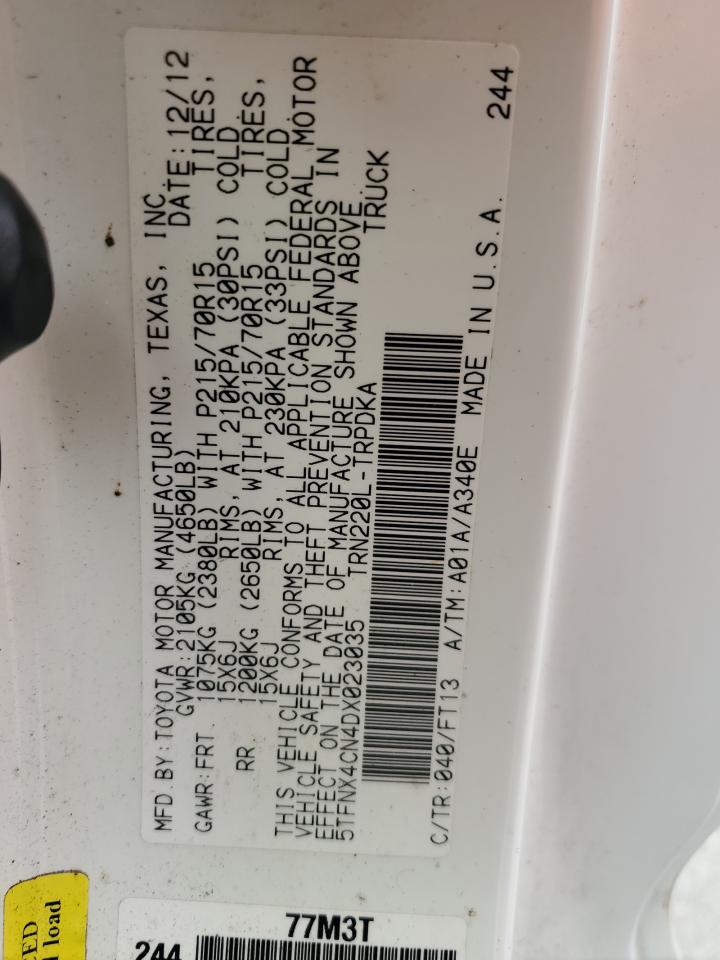 MFD.BY:TOYOTA MOTOR MANUFACTURING, TEXAS, INC.
GVWR:2105KG (4650LB) DATE:12/12
GAWR:FRT. 1075KG (2380LB) WITH P215/70R15 TIRES,
15X6J RIMS, AT 210KPA (30PSI) COLD
RR. 1200KG (2650LB) WITH P215/70R15 TIRES,
15X6J RIMS, AT 230KPA (33PSI) COLD
THIS VEHICLE CONFORMS TO ALL APPLICABLE FEDERAL MOTOR
VEHICLE SAFETY AND THEFT PREVENTION STANDARDS IN
EFFECT ON THE DATE OF MANUFACTURE SHOWN ABOVE.
5TFNX4CN4DX023035 TRN220L-TRPDKA TRUCK
C/TR:040/FT13 A/TM:A01A/A340E MADE IN U.S.A. 244
77M3T
244
load